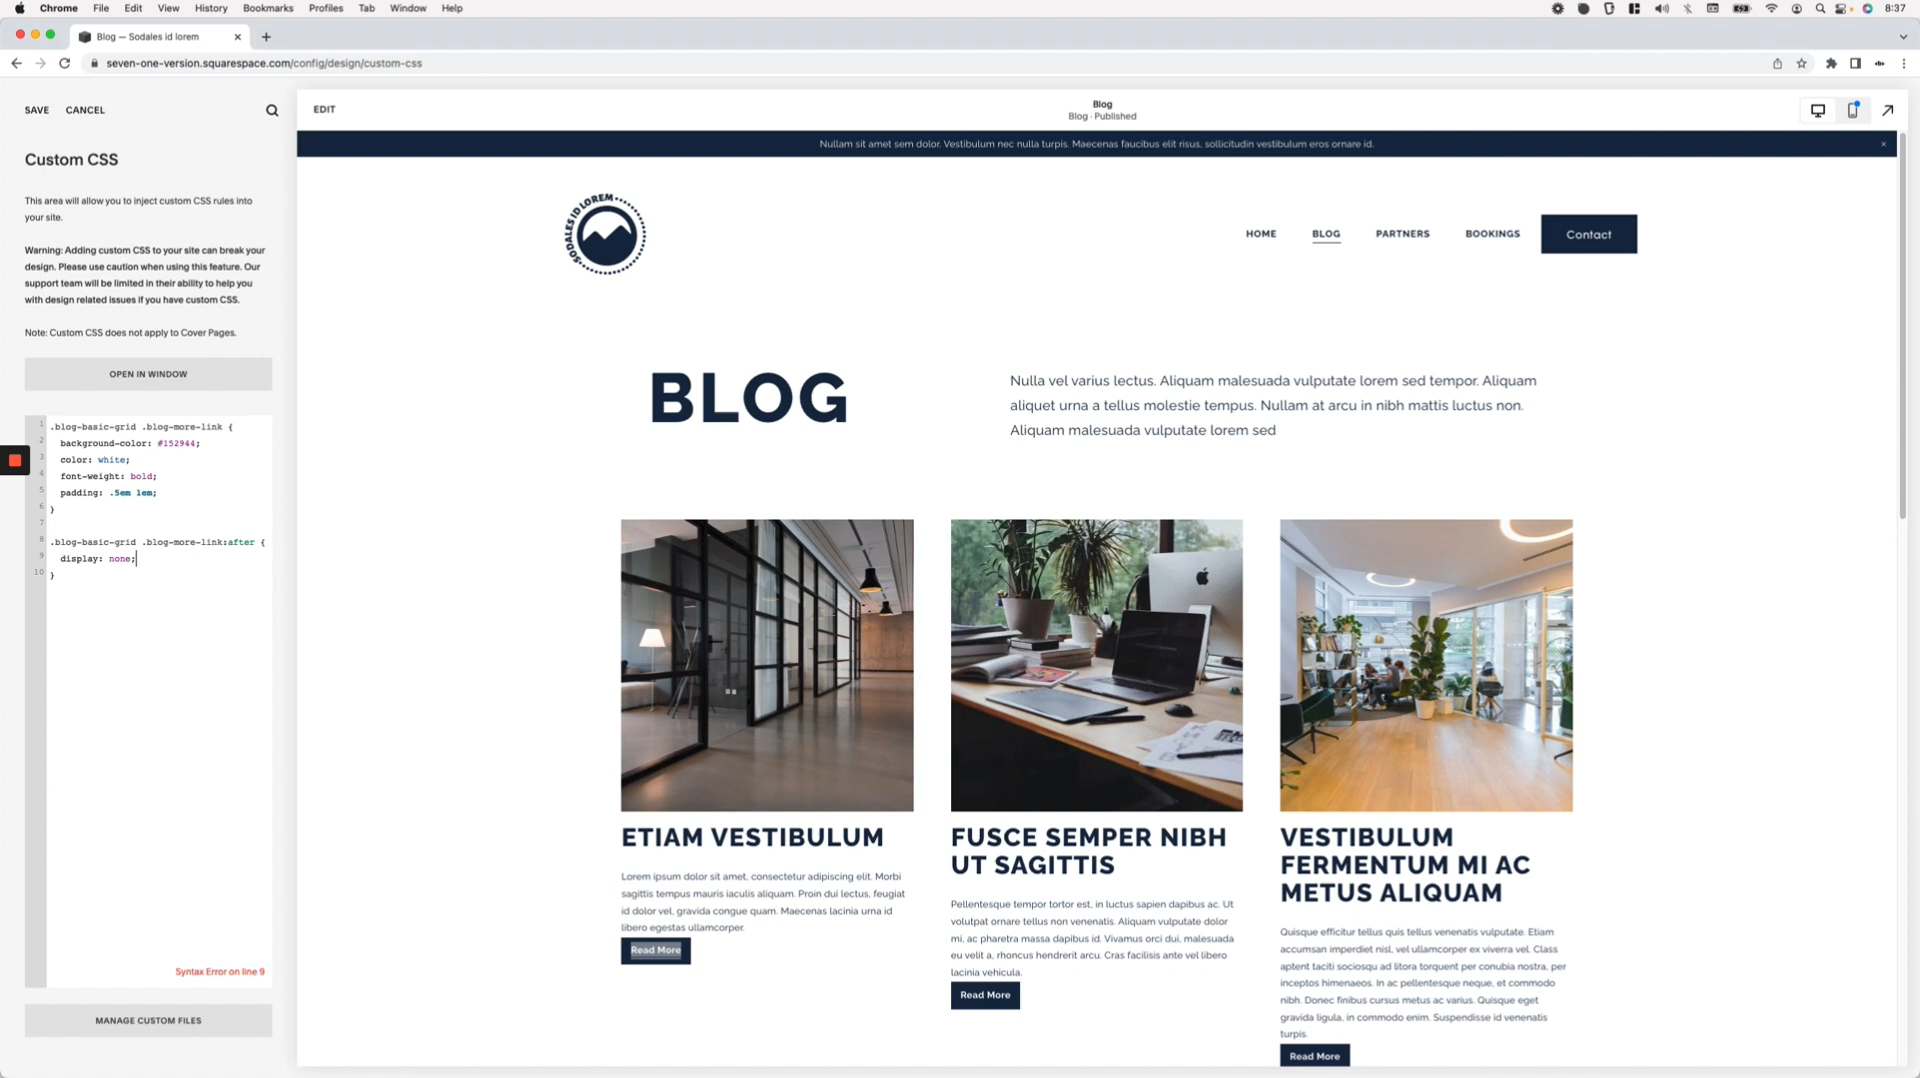 Chrome File Edit View History Bookmarks Profiles Tab Window Help
8:37
Blog — Sodales id lorem
seven-one-version.squarespace.com/config/design/custom-css
SAVE CANCEL
EDIT
Blog
Blog · Published
Custom CSS
This area will allow you to inject custom CSS rules into
your site.
Warning: Adding custom CSS to your site can break your
design. Please use caution when using this feature. Our
support team will be limited in their ability to help you
with design related issues if you have custom CSS.
Note: Custom CSS does not apply to Cover Pages.
OPEN IN WINDOW
1 .blog-basic-grid .blog-more-link {
2 background-color: #152944;
3 color: white;
4 font-weight: bold;
5 padding: .5em 1em;
6 }
7
8 .blog-basic-grid .blog-more-link:after {
9 display: none;
10 }
Syntax Error on line 9
MANAGE CUSTOM FILES
Nullam sit amet sem dolor. Vestibulum nec nulla turpis. Maecenas faucibus elit risus, sollicitudin vestibulum eros ornare id.
SODALES ID LOREM
HOME BLOG PARTNERS BOOKINGS Contact
BLOG
Nulla vel varius lectus. Aliquam malesuada vulputate lorem sed tempor. Aliquam
aliquet urna a tellus molestie tempus. Nullam at arcu in nibh mattis luctus non.
Aliquam malesuada vulputate lorem sed
ETIAM VESTIBULUM
Lorem ipsum dolor sit amet, consectetur adipiscing elit. Morbi
sagittis tempus mauris iaculis aliquam. Proin dui lectus, feugiat
id dolor vel, gravida congue quam. Maecenas lacinia urna id
libero egestas ullamcorper.
Read More
FUSCE SEMPER NIBH
UT SAGITTIS
Pellentesque tempor tortor est, in luctus sapien dapibus ac. Ut
volutpat ornare tellus non venenatis. Aliquam vulputate dolor
mi, ac pharetra massa dapibus id. Vivamus orci dui, malesuada
eu velit a, rhoncus hendrerit arcu. Cras facilisis ante vel libero
lacinia vehicula.
Read More
VESTIBULUM
FERMENTUM MI AC
METUS ALIQUAM
Quisque efficitur tellus quis tellus venenatis vulputate. Etiam
accumsan imperdiet nisl, vel ullamcorper ex viverra vel. Class
aptent taciti sociosqu ad litora torquent per conubia nostra, per
inceptos himenaeos. In ac pellentesque neque, et commodo
nibh. Donec finibus cursus metus ac varius. Quisque eget
gravida ligula, in commodo enim. Suspendisse id venenatis
turpis.
Read More